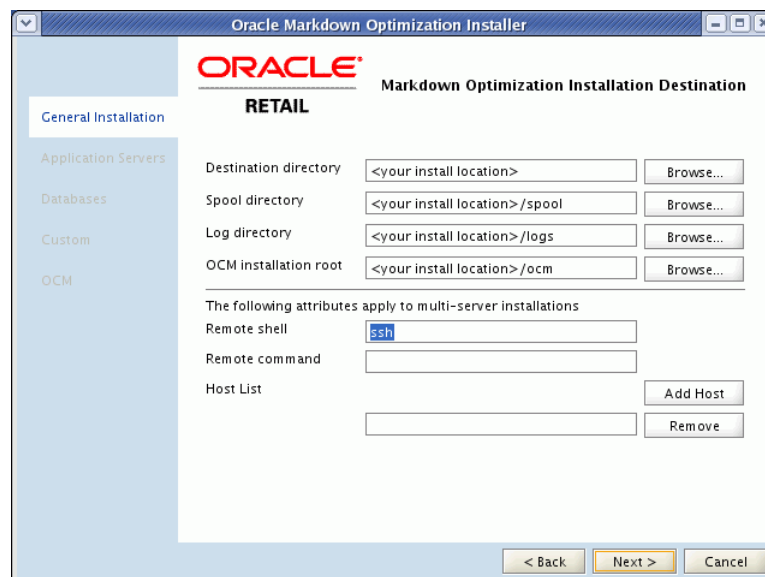 Oracle Markdown Optimization Installer
ORACLE
RETAIL
Markdown Optimization Installation Destination
General Installation
Application Servers
Databases
Custom
OCM
Destination directory <your install location> Browse...
Spool directory <your install location>/spool Browse...
Log directory <your install location>/logs Browse...
OCM installation root <your install location>/ocm Browse...
The following attributes apply to multi-server installations
Remote shell ssh
Remote command
Host List Add Host
Remove
< Back Next > Cancel